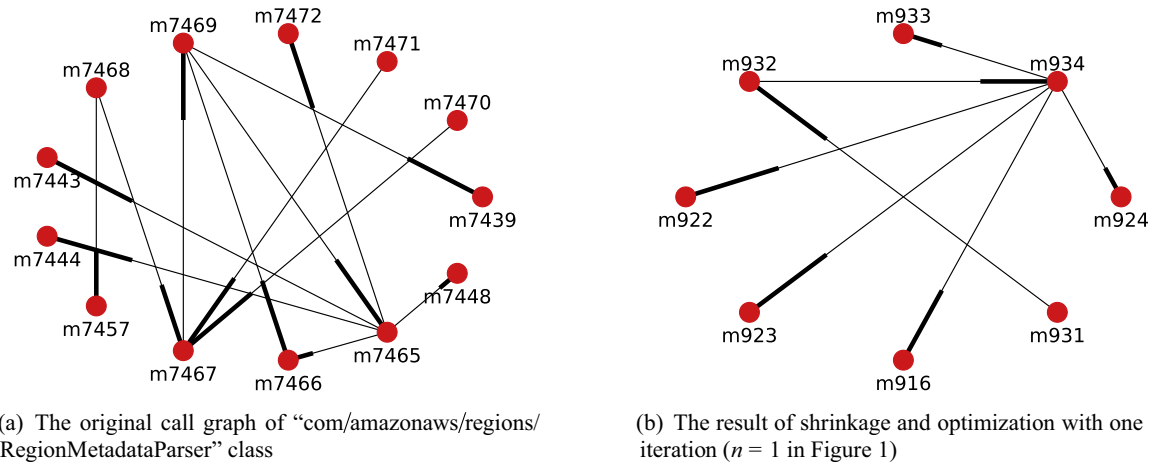 m7472
m7469
m7471
m7468
m7470
m7443
m7439
m7444
m7448
m7457
m7465
m7467
m7466
m933
m932
m934
m922
m924
m923
m931
m916
a) The original call graph of “com/amazonaws/regions/
RegionMetadataParser” class
(b) The result of shrinkage and optimization with one
iteration (n = 1 in Figure 1)